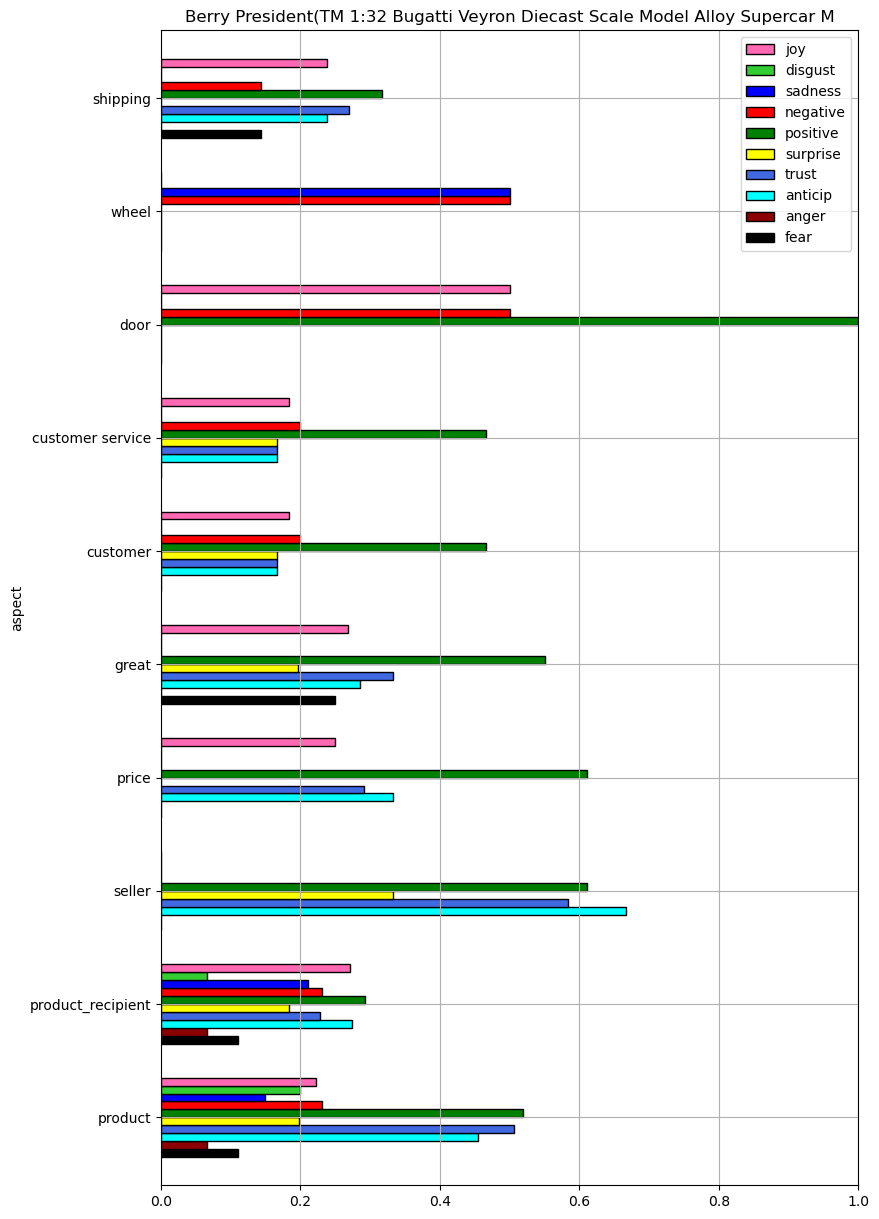 Berry President(TM 1:32 Bugatti Veyron Diecast Scale Model Alloy Supercar M
joy
disgust
sadness
negative
positive
surprise
trust
anticip
anger
fear
shipping
wheel
door
customer service
customer
great
price
seller
product_recipient
product
aspect
0.0 0.2 0.4 0.6 0.8 1.0